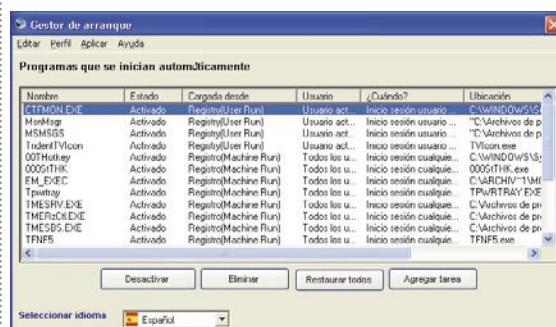 Gestor de arranque
Editar Perfil Aplicar Ayuda
Programas que se inician automáticamente
Nombre Estado Cargada desde Usuario ¿Cuándo? Ubicación
CTFMON.EXE Activado Registry(User Run) Usuario act... Inicio sesión usuario ... C:\WINDOWS\Sy
MsnMsgr Activado Registry(User Run) Usuario act... Inicio sesión usuario ... "C:\Archivos de p
MSMSGS Activado Registry(User Run) Usuario act... Inicio sesión usuario ... "C:\Archivos de p
TridentTVIcon Activado Registry(User Run) Usuario act... Inicio sesión usuario ... TVIcon.exe
00THotkey Activado Registro(Machine Run) Todos los u... Inicio sesión cualquie... C:\WINDOWS\Sy
000StTHK Activado Registro(Machine Run) Todos los u... Inicio sesión cualquie... 000StTHK.exe
EM_EXEC Activado Registro(Machine Run) Todos los u... Inicio sesión cualquie... C:\ARCHIV~1\MO
Tpwrtray Activado Registro(Machine Run) Todos los u... Inicio sesión cualquie... TPWRTRAY.EXE
TMESRV.EXE Activado Registro(Machine Run) Todos los u... Inicio sesión cualquie... C:\Archivos de pr
TMERzCtl.EXE Activado Registro(Machine Run) Todos los u... Inicio sesión cualquie... C:\Archivos de pr
TMESBS.EXE Activado Registro(Machine Run) Todos los u... Inicio sesión cualquie... C:\Archivos de pr
TFNF5 Activado Registro(Machine Run) Todos los u... Inicio sesión cualquie... TFNF5.exe
Desactivar Eliminar Restaurar todos Agregar tarea
Seleccionar idioma Español